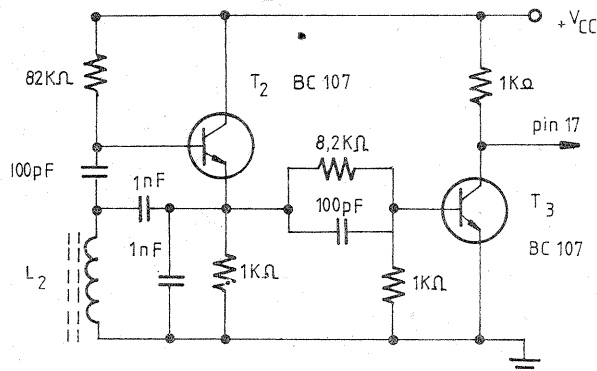 + VCC
82KΩ
T2 BC 107
1KΩ
pin 17
8,2KΩ
100pF
1nF
100pF
T3
BC 107
L2
1nF
1KΩ
1KΩ